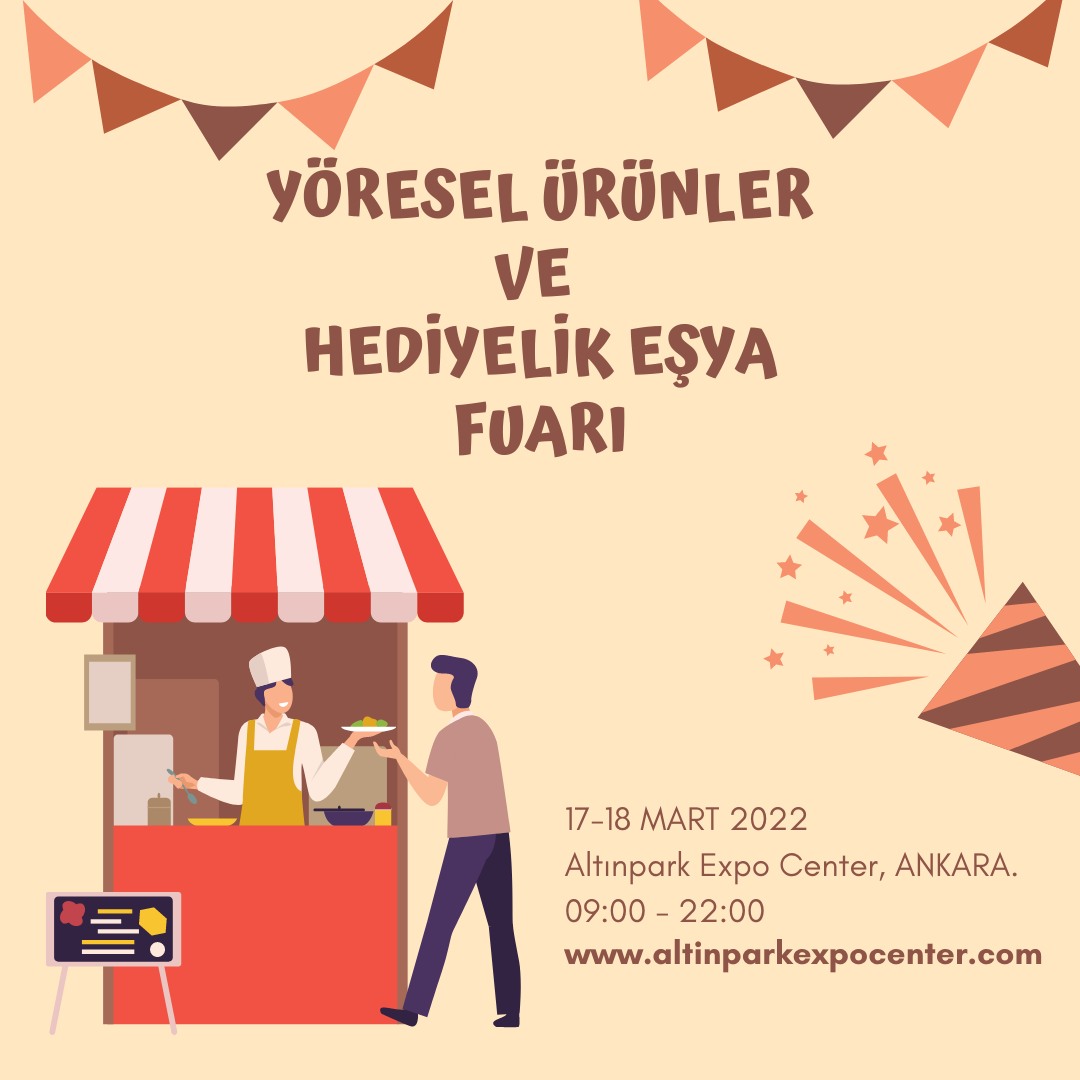 YÖRESEL ÜRÜNLER
VE
HEDİYELİK EŞYA
FUARI
17-18 MART 2022
Altınpark Expo Center, ANKARA.
09:00 - 22:00
www.altinparkexpocenter.com